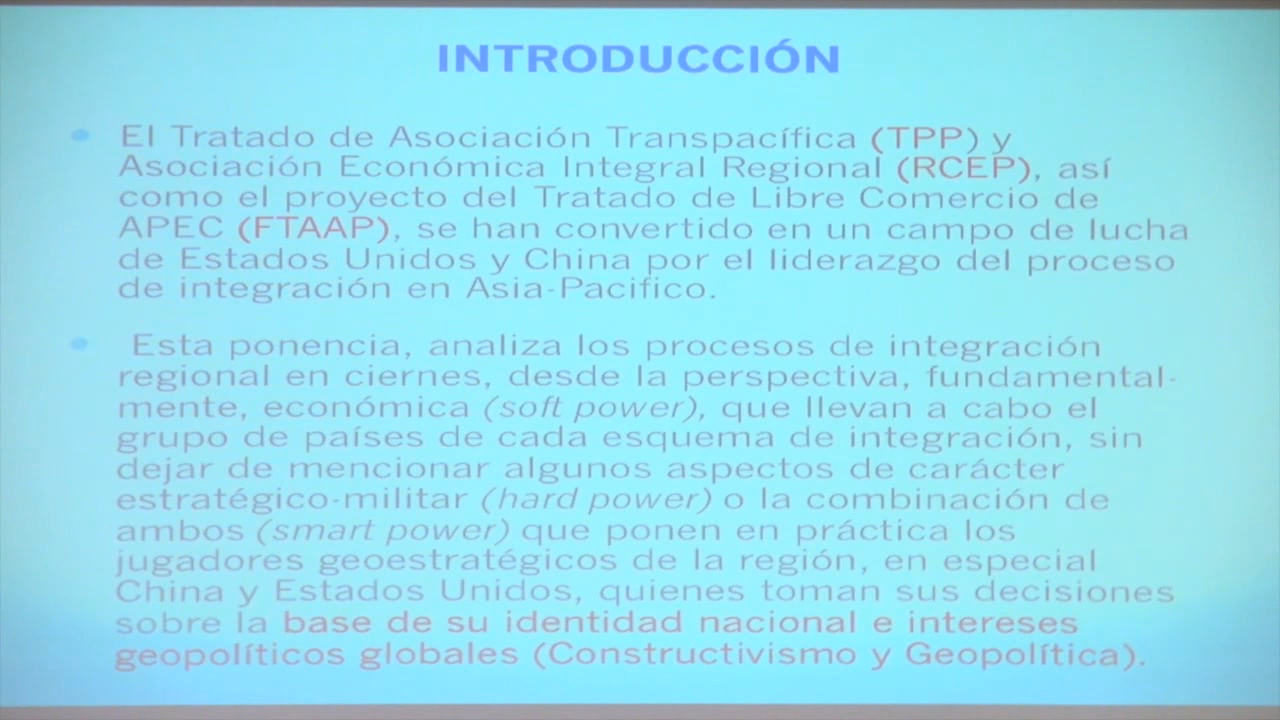 INTRODUCCIÓN
• El Tratado de Asociación Transpacífica (TPP) y
Asociación Económica Integral Regional (RCEP), así
como el proyecto del Tratado de Libre Comercio de
APEC (FTAAP), se han convertido en un campo de lucha
de Estados Unidos y China por el liderazgo del proceso
de integración en Asia-Pacifico.
• Esta ponencia, analiza los procesos de integración
regional en ciernes, desde la perspectiva, fundamental-
mente, económica (soft power), que llevan a cabo el
grupo de países de cada esquema de integración, sin
dejar de mencionar algunos aspectos de carácter
estratégico-militar (hard power) o la combinación de
ambos (smart power) que ponen en práctica los
jugadores geoestratégicos de la región, en especial
China y Estados Unidos, quienes toman sus decisiones
sobre la base de su identidad nacional e intereses
geopolíticos globales (Constructivismo y Geopolítica).